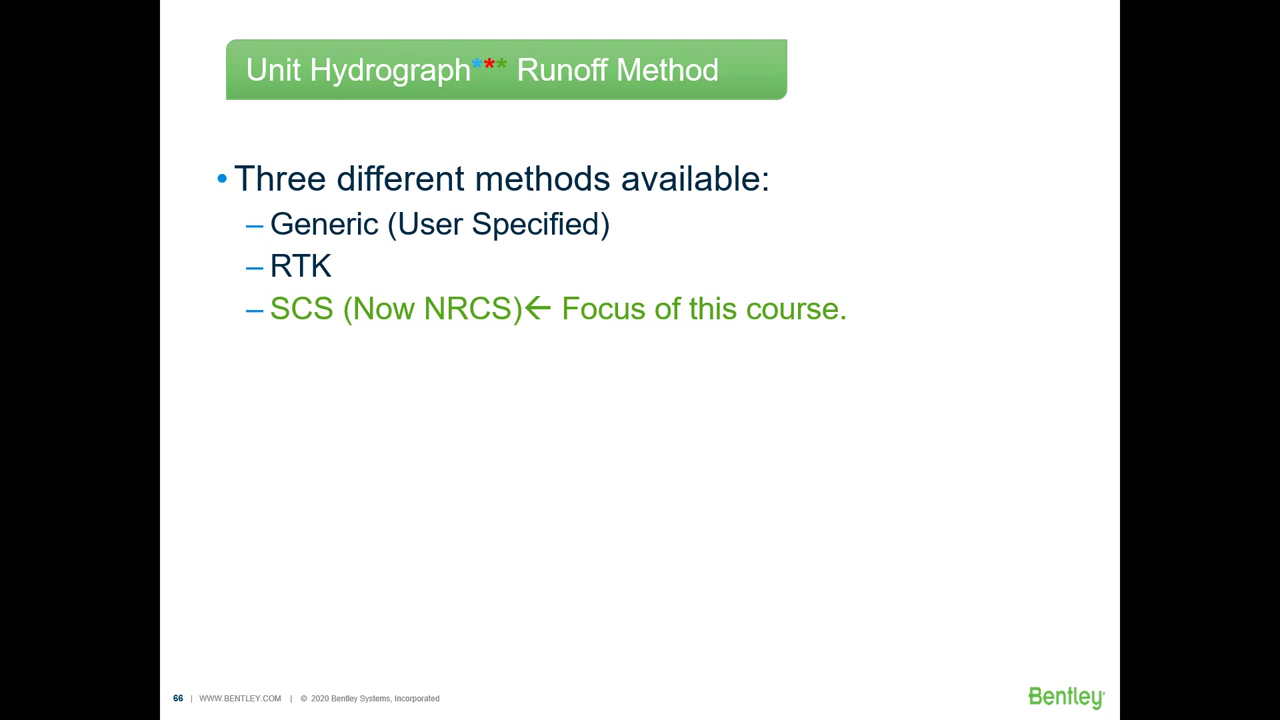 Unit Hydrograph*** Runoff Method
• Three different methods available:
– Generic (User Specified)
– RTK
– SCS (Now NRCS)← Focus of this course.
66 | WWW.BENTLEY.COM | © 2020 Bentley Systems, Incorporated
Bentley®